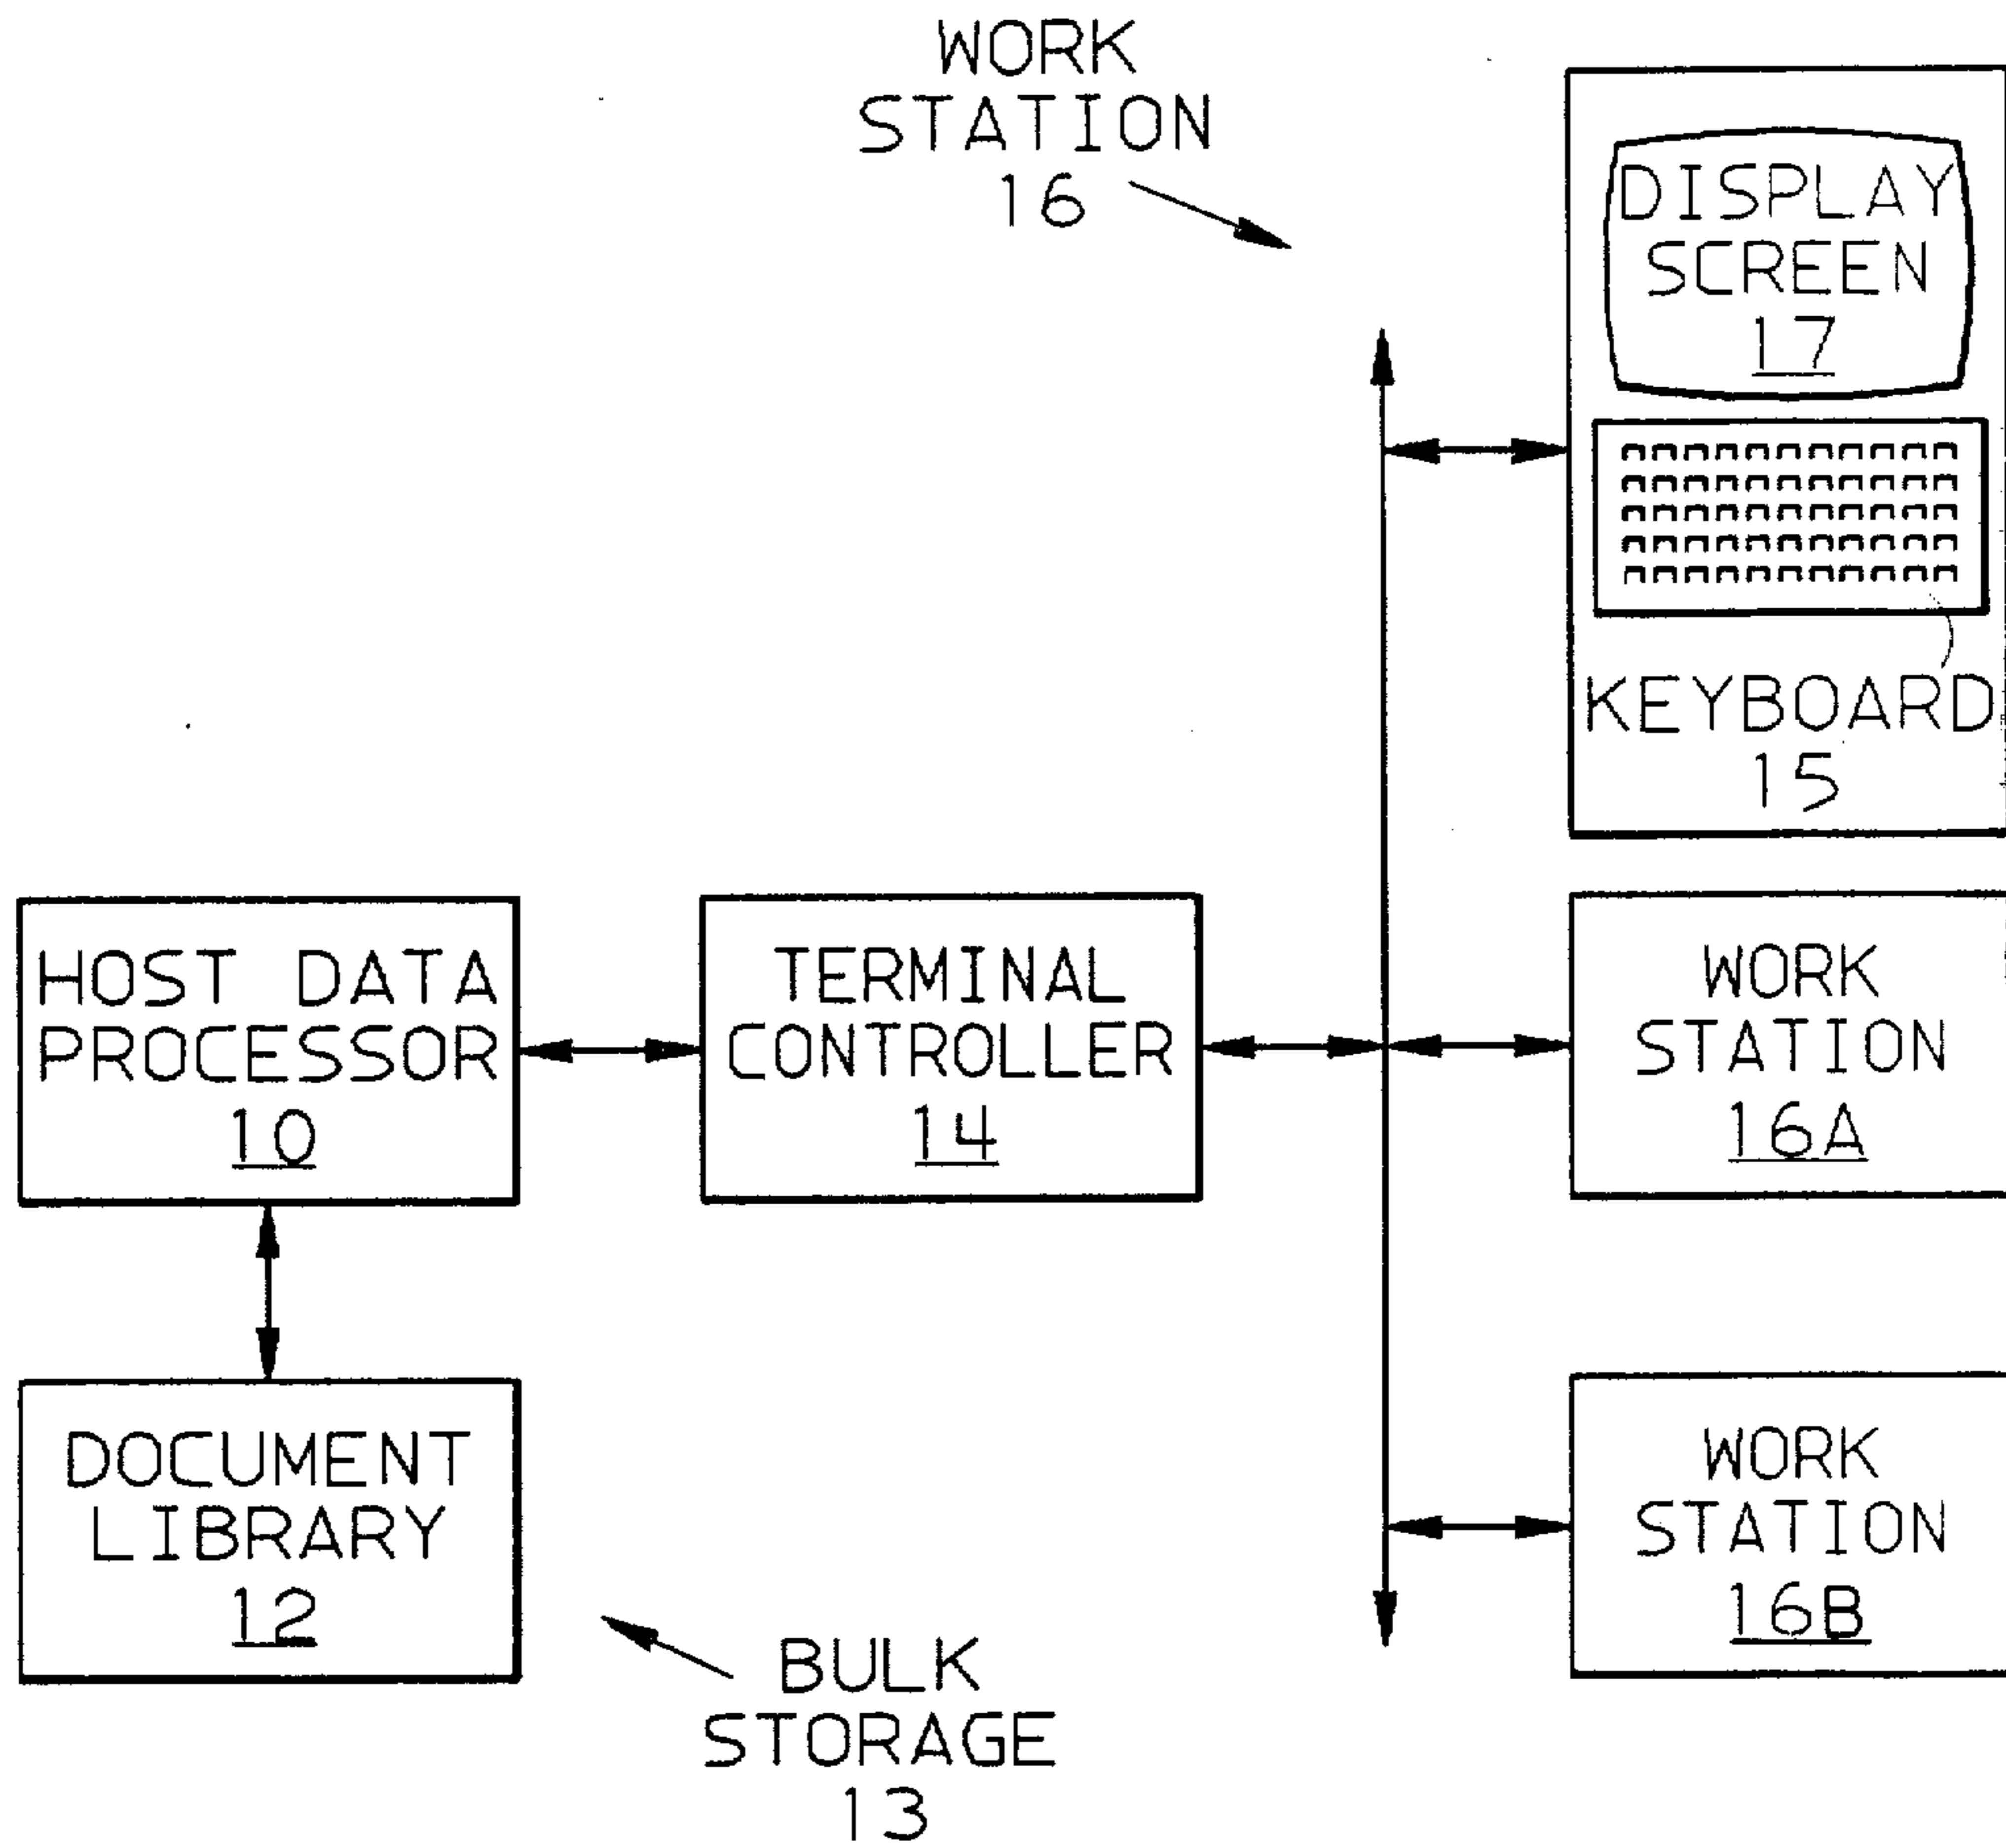 WORK
STATION
16
DISPLAY
SCREEN
17
KEYBOARD
15
HOST DATA
PROCESSOR
10
TERMINAL
CONTROLLER
14
WORK
STATION
16A
DOCUMENT
LIBRARY
12
WORK
STATION
16B
BULK
STORAGE
13